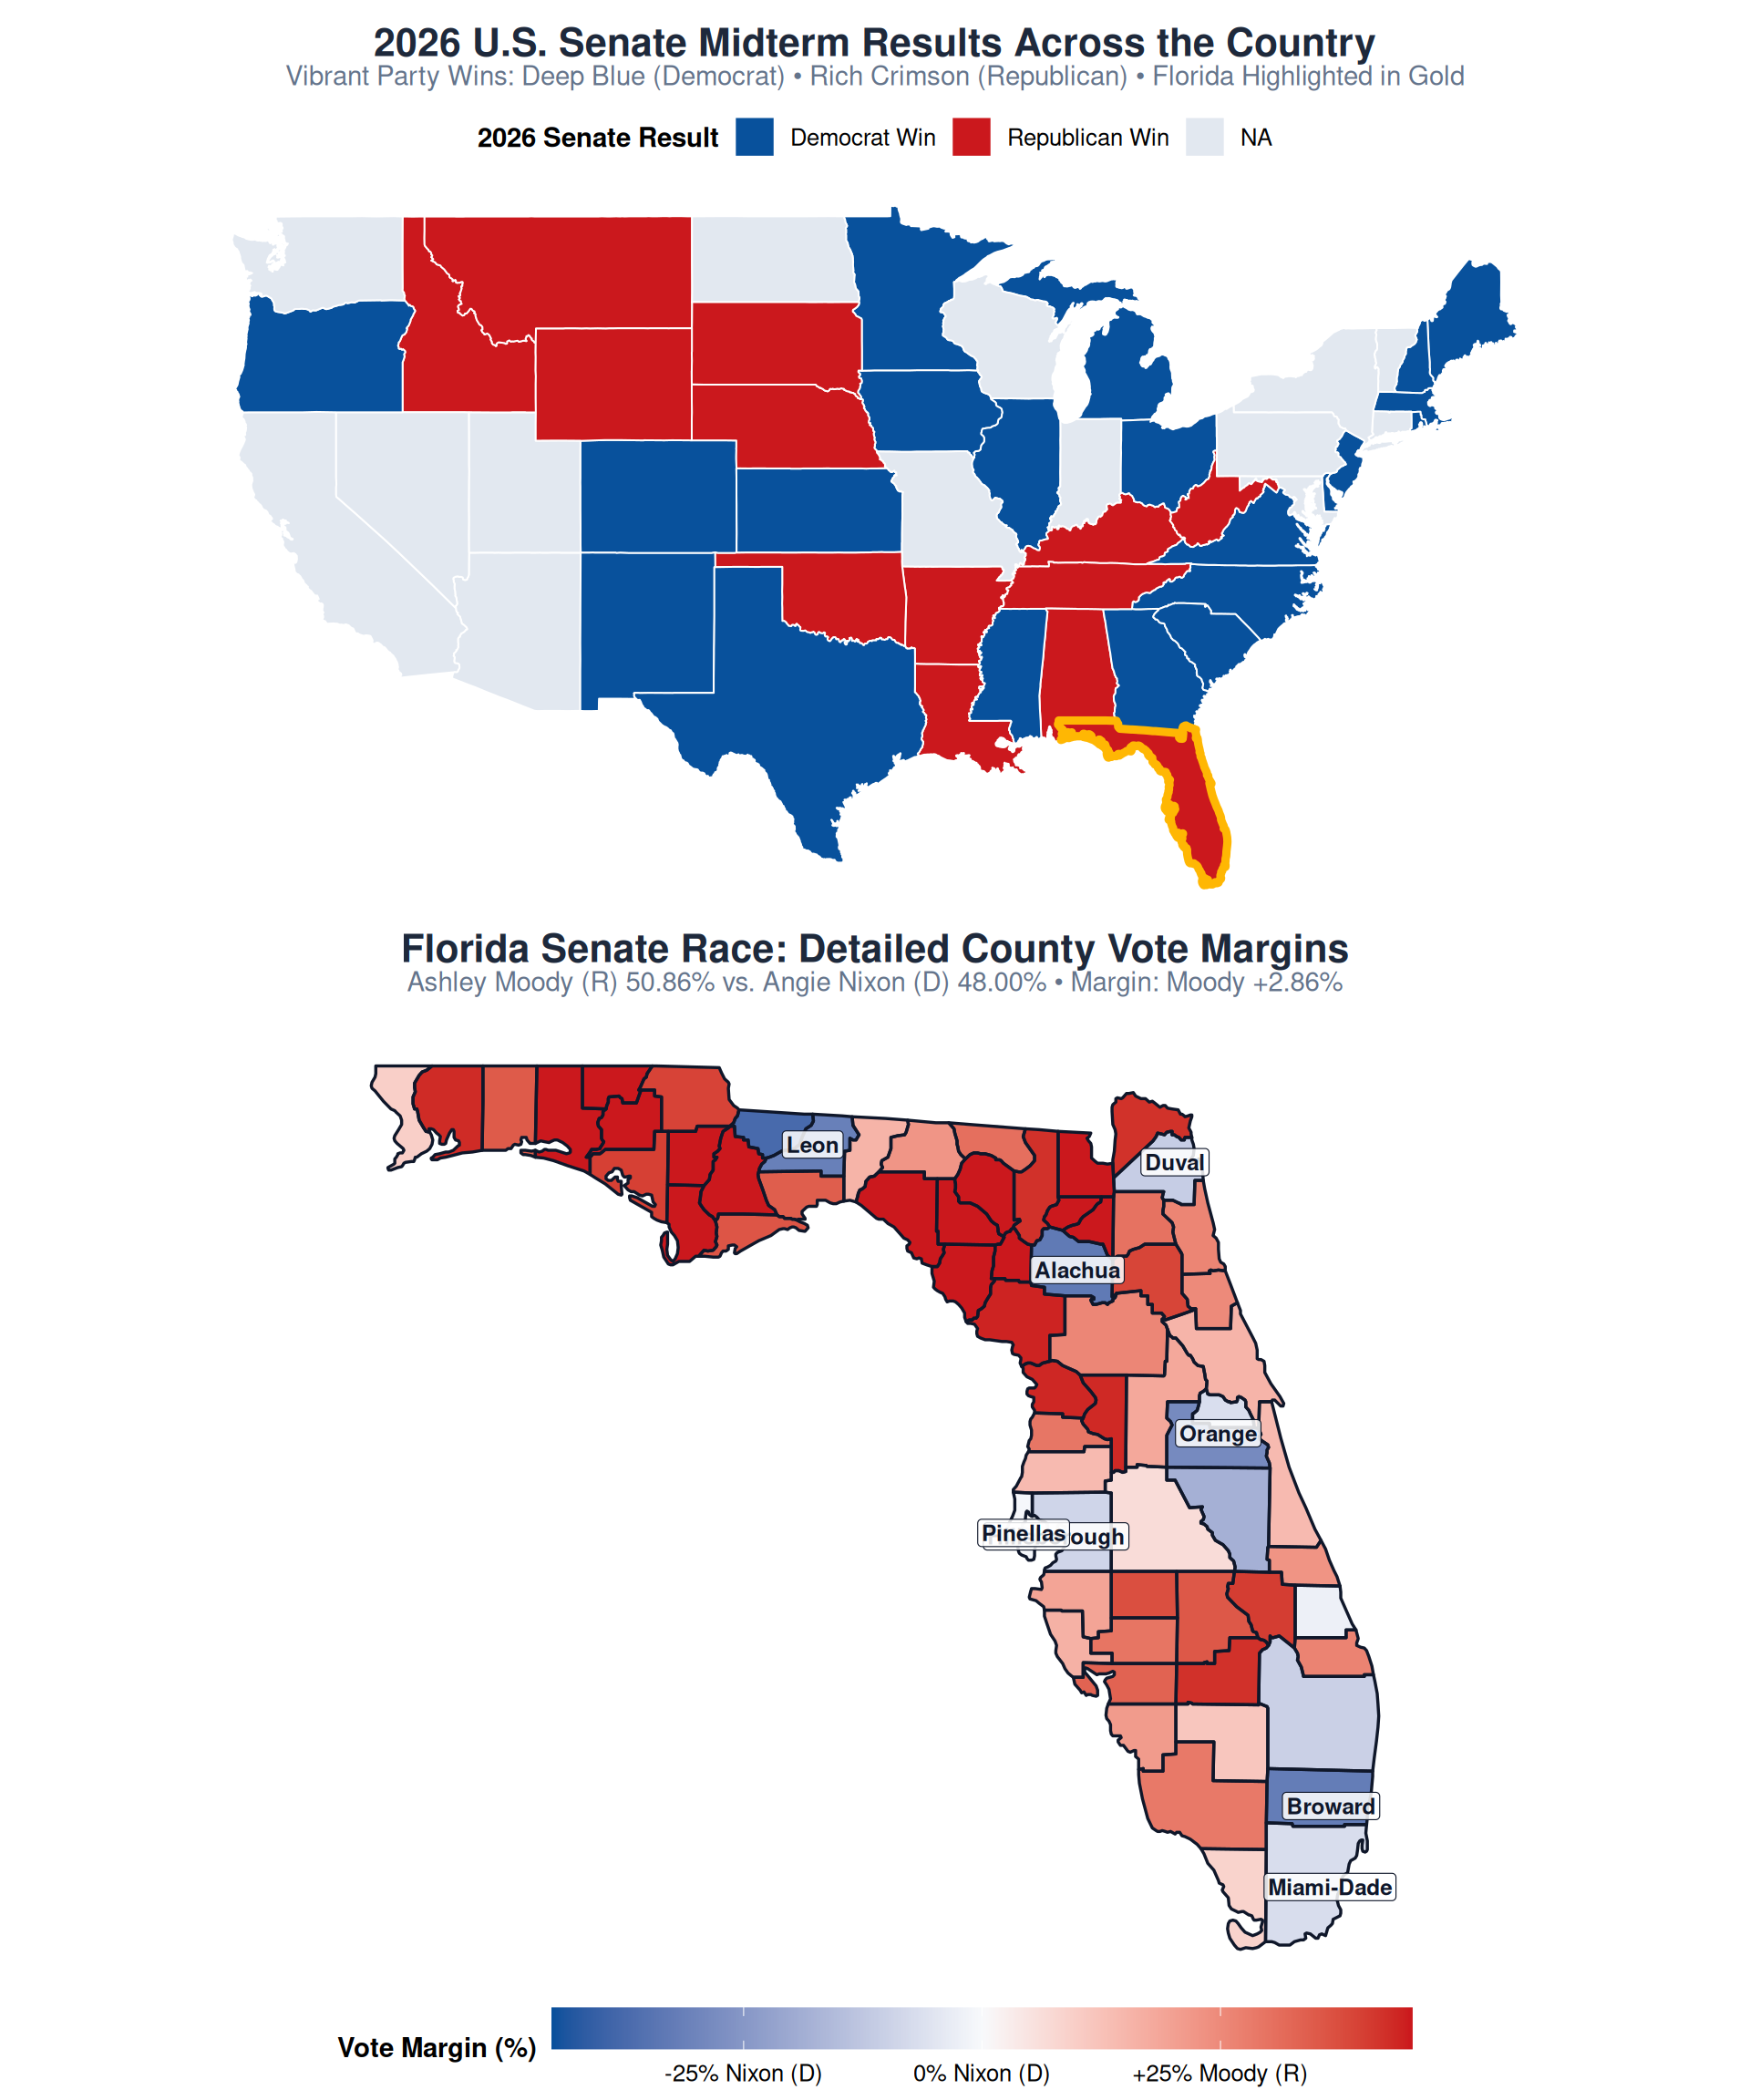 2026 U.S. Senate Midterm Results Across the Country
Vibrant Party Wins: Deep Blue (Democrat) • Rich Crimson (Republican) • Florida Highlighted in Gold
2026 Senate Result Democrat Win Republican Win NA
Florida Senate Race: Detailed County Vote Margins
Ashley Moody (R) 50.86% vs. Angie Nixon (D) 48.00% • Margin: Moody +2.86%
Leon
Duval
Alachua
Orange
Pinellas ough
Broward
Miami-Dade
Vote Margin (%)
-25% Nixon (D) 0% Nixon (D) +25% Moody (R)